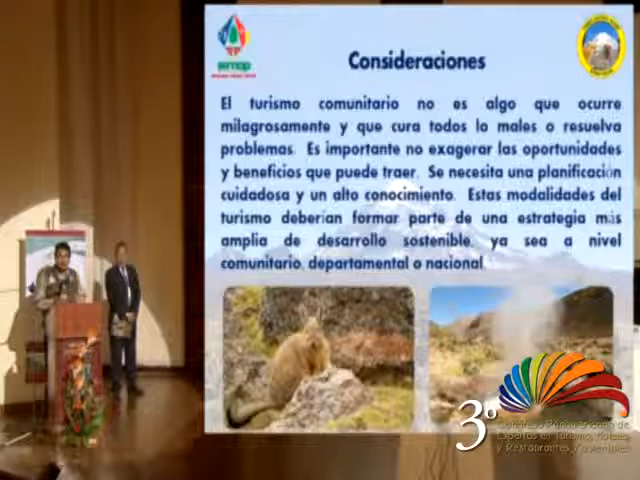 Consideraciones
El turismo comunitario no es algo que ocurre
milagrosamente y que cura todos lo males o resuelva
problemas. Es importante no exagerar las oportunidades
y beneficios que puede traer. Se necesita una planificación
cuidadosa y un alto conocimiento. Estas modalidades del
turismo deberían formar parte de una estrategia más
amplia de desarrollo sostenible, ya sea a nivel
comunitario, departamental o nacional
3º
Expertos en Turismo, Hoteles
y Restaurantes Sostenibles